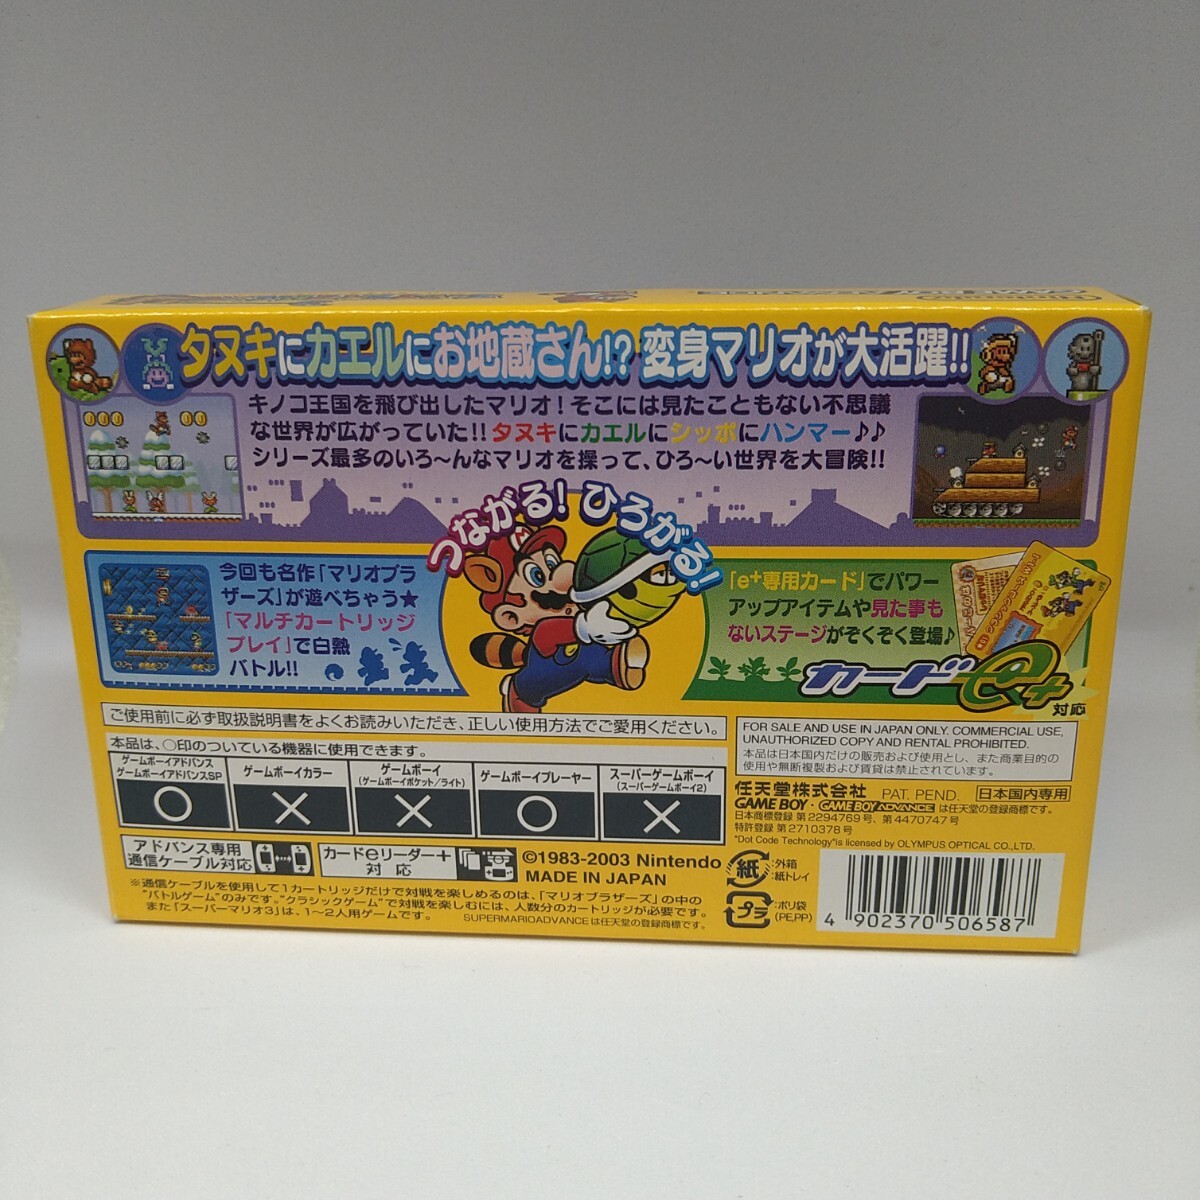 タヌキにカエルにお地蔵さん!? 変身マリオが大活躍!!
キノコ王国を飛び出したマリオ！そこには見たこともない不思議
な世界が広がっていた!! タヌキにカエルにシッポにハンマー♪♪
シリーズ最多のいろ〜んなマリオを操って、ひろ〜い世界を大冒険!!
つながる! ひろがる!
今回も名作「マリオブラ
ザーズ」が遊べちゃう★
「マルチカートリッジ
プレイ」で白熱
バトル!!
「e+専用カード」でパワー
アップアイテムや見た事も
ないステージがぞくぞく登場♪
カードe+
対応
ご使用前に必ず取扱説明書をよくお読みいただき、正しい使用方法でご愛用ください。
本品は、○印のついている機器に使用できます。
ゲームボーイアドバンス
ゲームボーイアドバンスSP
○
ゲームボーイカラー
×
ゲームボーイ
(ゲームボーイポケット/ライト)
×
ゲームボーイプレーヤー
○
スーパーゲームボーイ
(スーパーゲームボーイ2)
×
アドバンス専用
通信ケーブル対応
カードeリーダー+
対応
©1983-2003 Nintendo
MADE IN JAPAN
※通信ケーブルを使用して1カートリッジだけで対戦を楽しめるのは、「マリオブラザーズ」の中の
"バトルゲーム"のみです。"クラシックゲーム"で対戦を楽しむには、人数分のカートリッジが必要です。
また「スーパーマリオ3」は、1〜2人用ゲームです。
SUPERMARIOADVANCEは任天堂の登録商標です。
FOR SALE AND USE IN JAPAN ONLY. COMMERCIAL USE,
UNAUTHORIZED COPY AND RENTAL PROHIBITED.
本品は日本国内だけの販売および使用とし、また商業目的の
使用や無断複製および賃貸は禁止されています。
任天堂株式会社 PAT. PEND. 日本国内専用
GAME BOY・GAME BOY ADVANCE は任天堂の登録商標です。
日本商標登録 第2294769号、第4470747号
特許登録 第2710378号
"Dot Code Technology"is licensed by OLYMPUS OPTICAL CO.,LTD.
紙
:外箱
:紙トレイ
プラ
:ポリ袋
(PE,PP)
4 902370 506587